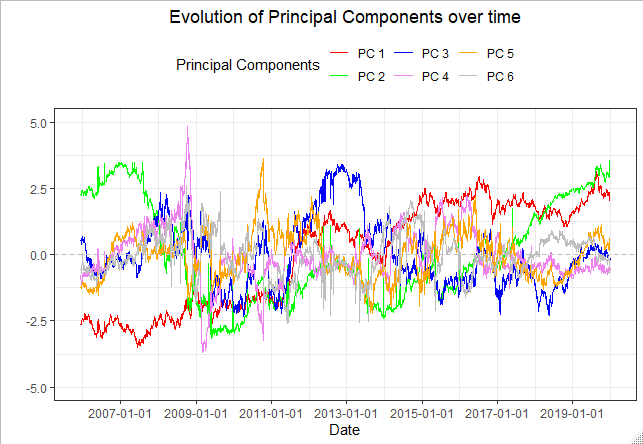 Evolution of Principal Components over time
Principal Components
PC 1 PC 3 PC 5
PC 2 PC 4 PC 6
5.0
2.5
0.0
-2.5
-5.0
2007-01-01 2009-01-01 2011-01-01 2013-01-01 2015-01-01 2017-01-01 2019-01-01
Date